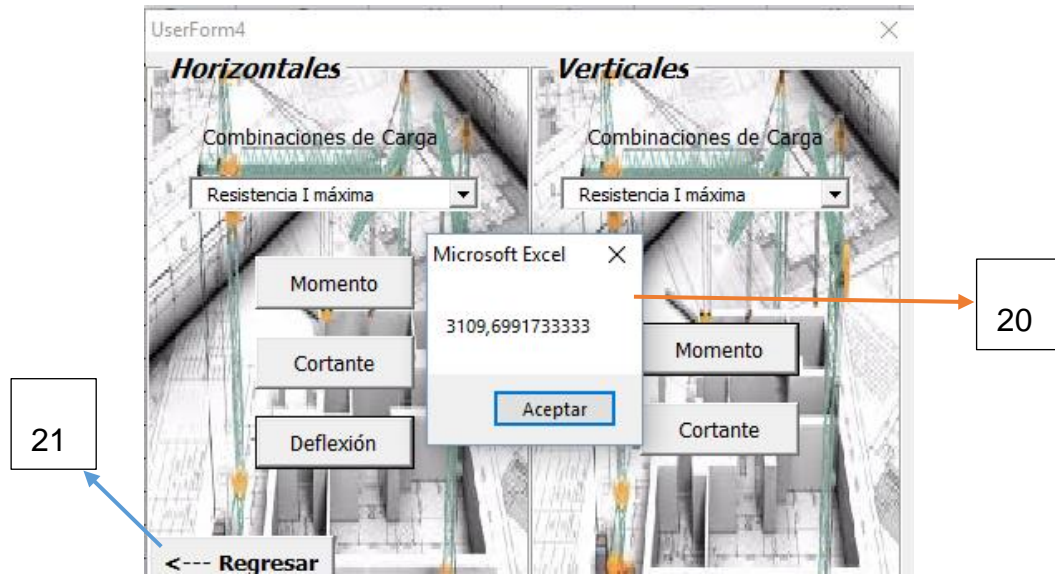 UserForm4
Horizontales
Verticales
Combinaciones de Carga
Combinaciones de Carga
Resistencia I máxima
Resistencia I máxima
Microsoft Excel
Momento
3109,6991733333
20
Momento
Cortante
Aceptar
Cortante
21
Deflexión
<--- Regresar